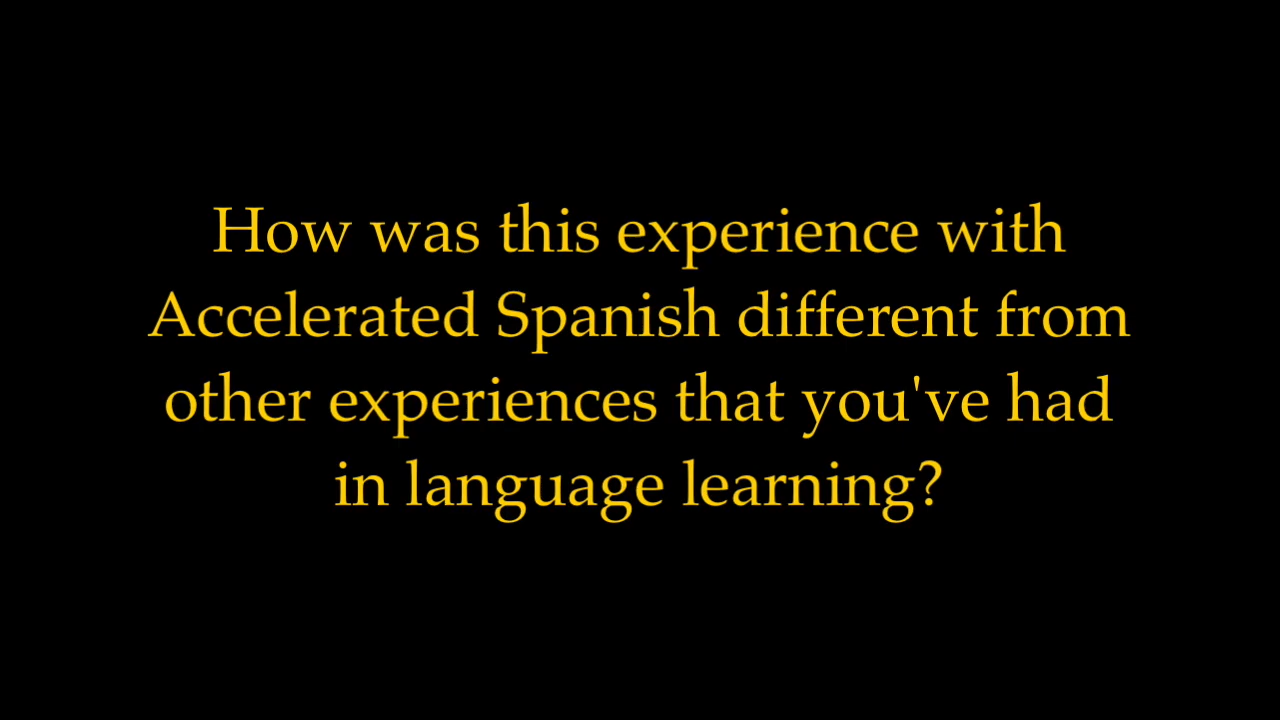 How was this experience with
Accelerated Spanish different from
other experiences that you've had
in language learning?